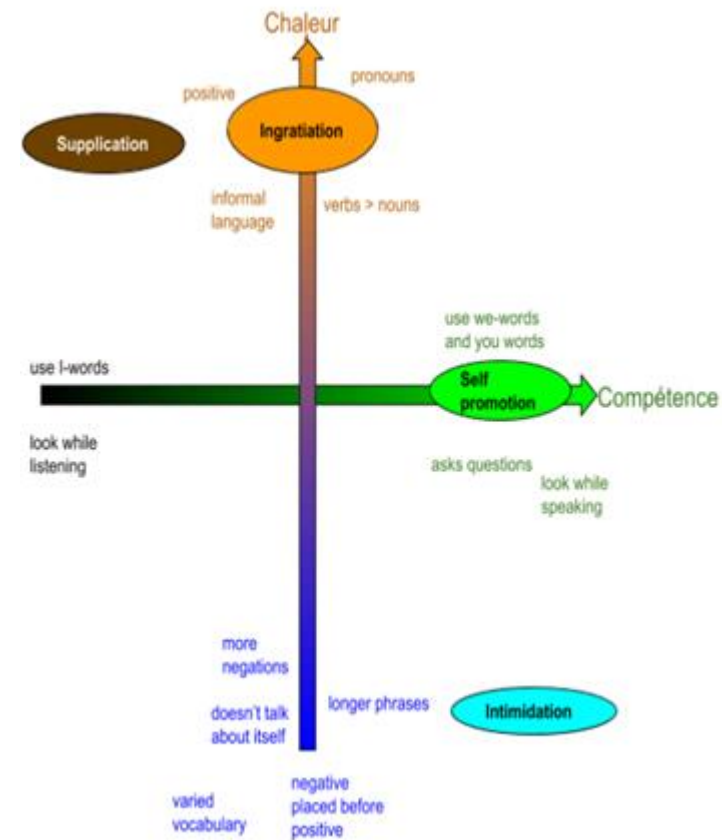 Chaleur
pronouns
positive
Ingratiation
Supplication
informal
language
verbs > nouns
use we-words
and you words
use I-words
Self
promotion
Compétence
look while
listening
asks questions
look while
speaking
more
negations
doesn't talk
about itself
longer phrases
Intimidation
varied
vocabulary
negative
placed before
positive